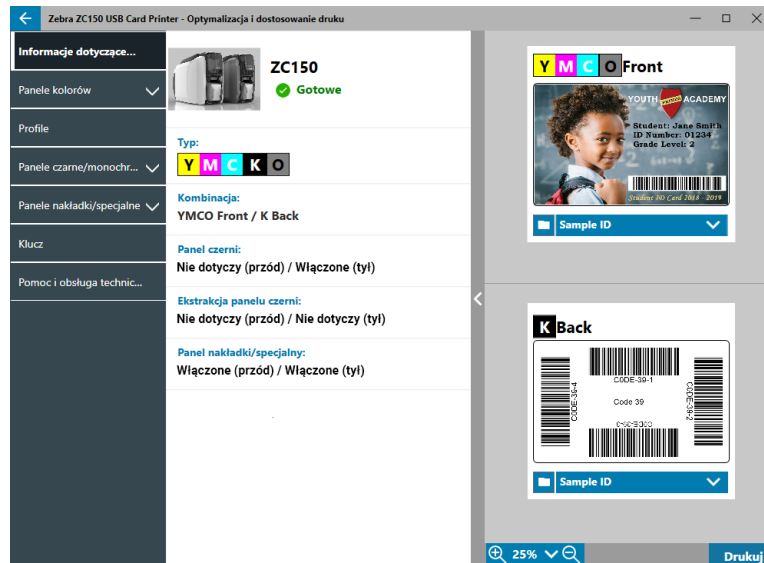 Zebra ZC150 USB Card Printer - Optymalizacja i dostosowanie druku
Informacje dotyczące...
Panele kolorów
Profile
Panele czarne/monochr...
Panele nakładki/specjalne
Klucz
Pomoc i obsługa technic...
ZC150
Gotowe
Typ:
Y M C K O
Kombinacja:
YMCO Front / K Back
Panel czerni:
Nie dotyczy (przód) / Włączone (tył)
Ekstrakcja panelu czerni:
Nie dotyczy (przód) / Nie dotyczy (tył)
Panel nakładki/specjalny:
Włączone (przód) / Włączone (tył)
Y M C O Front
YOUTH ACADEMY
Student: Jane Smith
ID Number: 01234
Grade Level: 2
Student ID Card 2018 - 2019
Sample ID
K Back
CODE-39-1
CODE-39-4
Code 39
CODE-39-2
CODE-39-3
Sample ID
25%
Drukuj